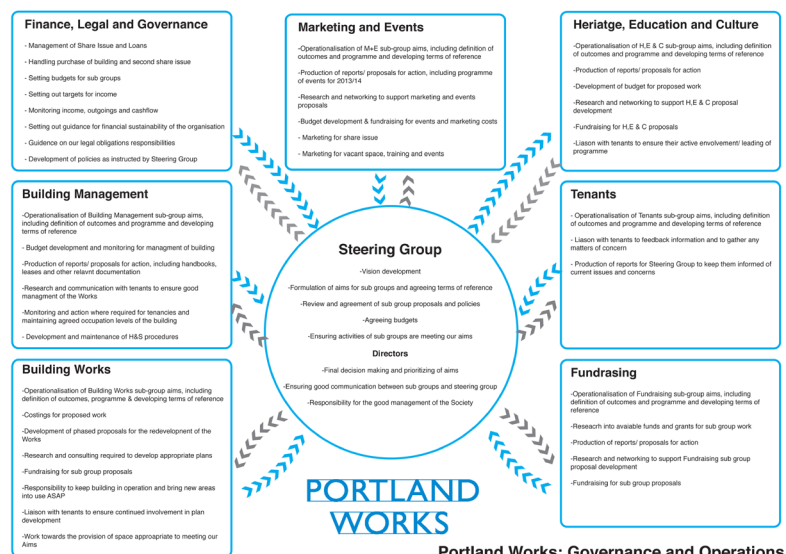 Finance, Legal and Governance
- Management of Share Issue and Loans
- Handling purchase of building and second share issue
- Setting budgets for sub groups
- Setting out targets for income
- Monitoring income, outgoings and cashflow
- Setting out guidance for financial sustainability of the organisation
- Guidance on our legal obligations responsibilities
- Development of policies as instructed by Steering Group
Marketing and Events
-Operationalisation of M+E sub-group aims, including definition of
outcomes and programme and developing terms of reference
-Production of reports/ proposals for action, including programme
of events for 2013/14
-Research and networking to support marketing and events
proposals
-Budget development & fundraising for events and marketing costs
- Marketing for share issue
- Marketing for vacant space, training and events
Heriatge, Education and Culture
-Operationalisation of H,E & C sub-group aims, including definition
of outcomes and programme and developing terms of reference
-Production of reports/ proposals for action
-Development of budget for proposed work
-Research and networking to support H,E & C proposal
development
-Fundraising for H,E & C proposals
-Liason with tenants to ensure their active envolvement/ leading of
programme
Building Management
-Operationalisation of Building Management sub-group aims,
including definition of outcomes and programme and developing
terms of reference
- Budget development and monitoring for managment of building
-Production of reports/ proposals for action, including handbooks,
leases and other relavnt documentation
-Research and communication with tenants to ensure good
managment of the Works
-Monitoring and action where required for tenancies and
maintaining agreed occupation levels of the building
- Development and maintenance of H&S procedures
Steering Group
-Vision development
-Formulation of aims for sub groups and agreeing terms of reference
-Review and agreement of sub group proposals and policies
-Agreeing budgets
-Ensuring activities of sub groups are meeting our aims
Directors
-Final decision making and prioritizing of aims
-Ensuring good communication between sub groups and steering group
-Responsibility for the good management of the Society
Tenants
- Operationalisation of Tenants sub-group aims, including definition
of outcomes and programme and developing terms of reference
- Liason with tenants to feedback information and to gather any
matters of concern
- Production of reports for Steering Group to keep them informed of
current issues and concerns
Building Works
-Operationalisation of Building Works sub-group aims, including
definition of outcomes, programme & developing terms of reference
-Costings for proposed work
-Development of phased proposals for the redevelopment of the
Works
-Research and consulting required to develop appropriate plans
-Fundraising for sub group proposals
-Responsibility to keep building in operation and bring new areas
into use ASAP
-Liaison with tenants to ensure continued involvement in plan
development
-Work towards the provision of space approapriate to meeting our
Aims
Fundrasing
-Operationalisation of Fundraising sub-group aims, including
definition of outcomes and programme and developing terms of
reference
-Reseacrh into avaiable funds and grants for sub group work
-Production of reports/ proposals for action
-Research and networking to support Fundraising sub group
proposal development
-Fundraising for sub group proposals
PORTLAND
WORKS
Portland Works: Governance and Operations